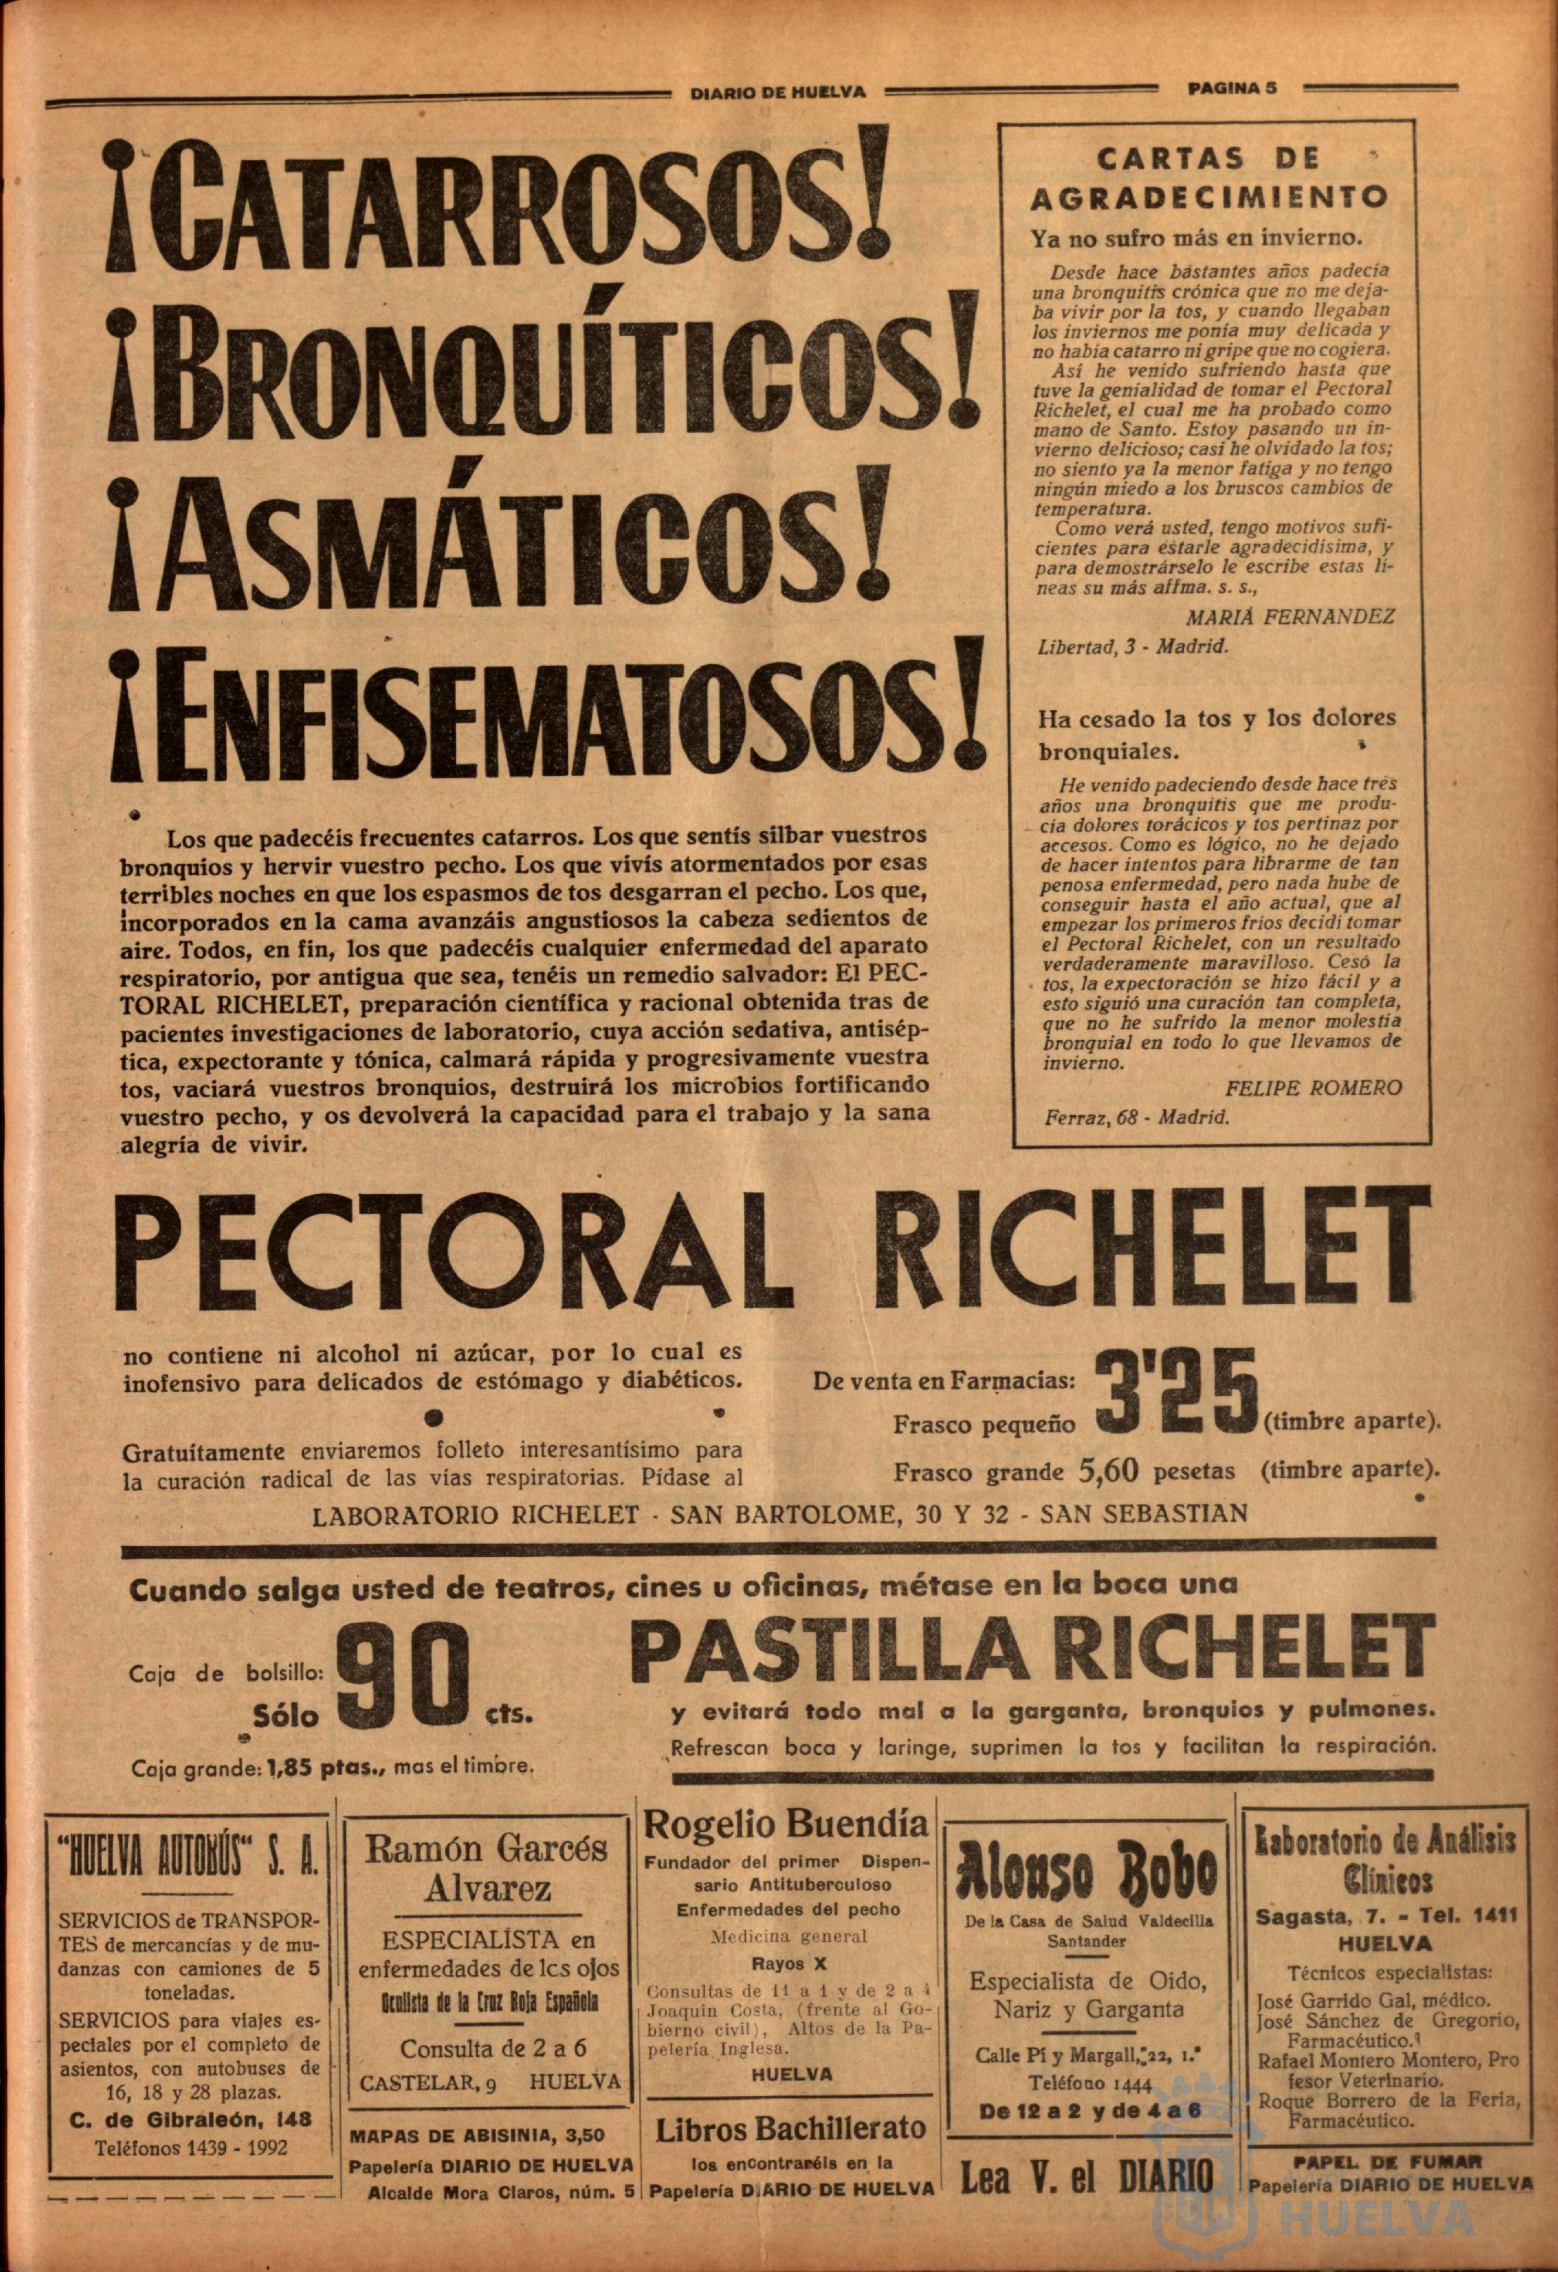 DIARIO DE HUELVA
PAGINA 5
¡CATARROSOS!
¡BRONQUÍTICOS!
¡ASMÁTICOS!
¡ENFISEMATOSOS!
Los que padecéis frecuentes catarros. Los que sentís silbar vuestros
bronquios y hervir vuestro pecho. Los que vivís atormentados por esas
terribles noches en que los espasmos de tos desgarran el pecho. Los que,
incorporados en la cama avanzáis angustiosos la cabeza sedientos de
aire. Todos, en fin, los que padecéis cualquier enfermedad del aparato
respiratorio, por antigua que sea, tenéis un remedio salvador: El PEC-
TORAL RICHELET, preparación científica y racional obtenida tras de
pacientes investigaciones de laboratorio, cuya acción sedativa, antisép-
tica, expectorante y tónica, calmará rápida y progresivamente vuestra
tos, vaciará vuestros bronquios, destruirá los microbios fortificando
vuestro pecho, y os devolverá la capacidad para el trabajo y la sana
alegría de vivir.
CARTAS DE
AGRADECIMIENTO
Ya no sufro más en invierno.
Desde hace bastantes años padecía
una bronquitis crónica que no me deja-
ba vivir por la tos, y cuando llegaban
los inviernos me ponía muy delicada y
no había catarro ni gripe que no cogiera.
Así he venido sufriendo hasta que
tuve la genialidad de tomar el Pectoral
Richelet, el cual me ha probado como
mano de Santo. Estoy pasando un in-
vierno delicioso; casi he olvidado la tos;
no siento ya la menor fatiga y no tengo
ningún miedo a los bruscos cambios de
temperatura.
Como verá usted, tengo motivos sufi-
cientes para estarle agradecidísima, y
para demostrárselo le escribe estas lí-
neas su más affma. s. s.,
MARIA FERNANDEZ
Libertad, 3 - Madrid.
Ha cesado la tos y los dolores
bronquiales.
He venido padeciendo desde hace tres
años una bronquitis que me produ-
cía dolores torácicos y tos pertinaz por
accesos. Como es lógico, no he dejado
de hacer intentos para librarme de tan
penosa enfermedad, pero nada hube de
conseguir hasta el año actual, que al
empezar los primeros fríos decidí tomar
el Pectoral Richelet, con un resultado
verdaderamente maravilloso. Cesó la
tos, la expectoración se hizo fácil y a
esto siguió una curación tan completa,
que no he sufrido la menor molestia
bronquial en todo lo que llevamos de
invierno.
FELIPE ROMERO
Ferraz, 68 - Madrid.
PECTORAL RICHELET
no contiene ni alcohol ni azúcar, por lo cual es
inofensivo para delicados de estómago y diabéticos.
Gratuítamente enviaremos folleto interesantísimo para
la curación radical de las vías respiratorias. Pídase al
De venta en Farmacias:
Frasco pequeño 3'25 (timbre aparte).
Frasco grande 5,60 pesetas (timbre aparte).
LABORATORIO RICHELET - SAN BARTOLOME, 30 Y 32 - SAN SEBASTIAN
Cuando salga usted de teatros, cines u oficinas, métase en la boca una
Caja de bolsillo:
Sólo 90 cts.
Caja grande: 1,85 ptas., mas el timbre.
PASTILLA RICHELET
y evitará todo mal a la garganta, bronquios y pulmones.
Refrescan boca y laringe, suprimen la tos y facilitan la respiración.
"HUELVA AUTOBÚS" S. A.
SERVICIOS de TRANSPOR-
TES de mercancías y de mu-
danzas con camiones de 5
toneladas.
SERVICIOS para viajes es-
peciales por el completo de
asientos, con autobuses de
16, 18 y 28 plazas.
C. de Gibraleón, 148
Teléfonos 1439 - 1992
Ramón Garcés
Alvarez
ESPECIALISTA en
enfermedades de los ojos
Oculista de la Cruz Roja Española
Consulta de 2 a 6
CASTELAR, 9 HUELVA
MAPAS DE ABISINIA, 3,50
Papelería DIARIO DE HUELVA
Alcalde Mora Claros, núm. 5
Rogelio Buendía
Fundador del primer Dispen-
sario Antituberculoso
Enfermedades del pecho
Medicina general
Rayos X
Consultas de 11 a 1 y de 2 a 4
Joaquín Costa, (frente al Go-
bierno civil), Altos de la Pa-
pelería Inglesa.
HUELVA
Libros Bachillerato
los encontraréis en la
Papelería DIARIO DE HUELVA
Alonso Bobo
De la Casa de Salud Valdecilla
Santander
Especialista de Oido,
Nariz y Garganta
Calle Pí y Margall, 22, 1.°
Teléfono 1444
De 12 a 2 y de 4 a 6
Lea V. el DIARIO
Laboratorio de Análisis
Clínicos
Sagasta, 7. - Tel. 1411
HUELVA
Técnicos especialistas:
José Garrido Gal, médico.
José Sánchez de Gregorio,
Farmacéutico.
Rafael Montero Montero, Pro
fesor Veterinario.
Roque Borrero de la Feria,
Farmacéutico.
PAPEL DE FUMAR
Papelería DIARIO DE HUELVA
HUELVA